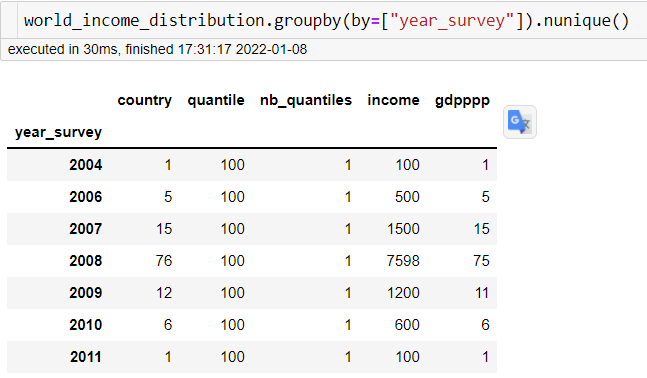 world_income_distribution.groupby(by=["year_survey"]).nunique()
executed in 30ms, finished 17:31:17 2022-01-08
country quantile nb_quantiles income gdpppp
year_survey
2004 1 100 1 100 1
2006 5 100 1 500 5
2007 15 100 1 1500 15
2008 76 100 1 7598 75
2009 12 100 1 1200 11
2010 6 100 1 600 6
2011 1 100 1 100 1